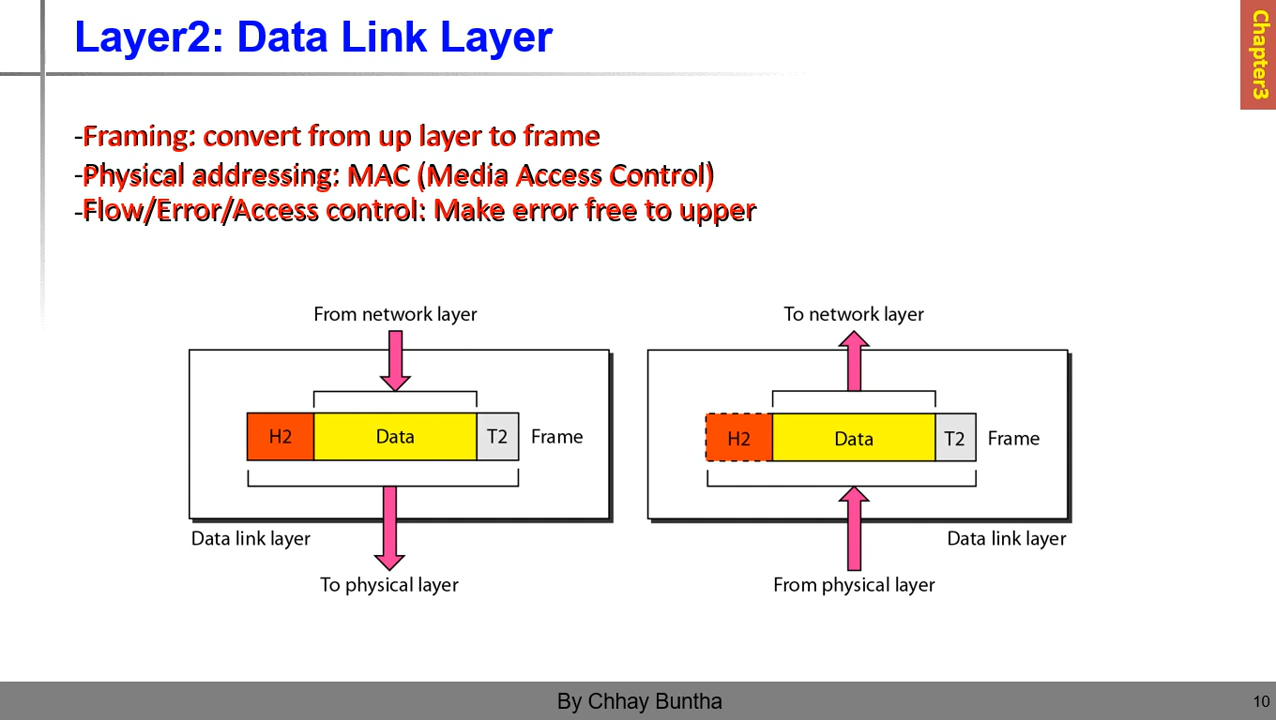 Layer2: Data Link Layer
Chapter3
-Framing: convert from up layer to frame
-Physical addressing: MAC (Media Access Control)
-Flow/Error/Access control: Make error free to upper
From network layer
H2 Data T2 Frame
Data link layer
To physical layer
To network layer
H2 Data T2 Frame
Data link layer
From physical layer
By Chhay Buntha
10